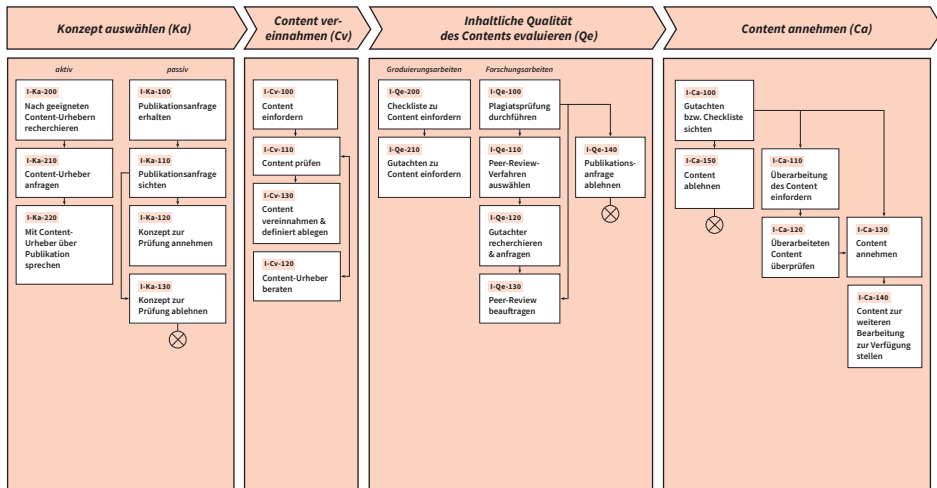 Konzept auswählen (Ka)
Content ver-
einnahmen (Cv)
Inhaltliche Qualität
des Contents evaluieren (Qe)
Content annehmen (Ca)
aktiv
I-Ka-200
Nach geeigneten
Content-Urhebern
recherchieren
I-Ka-210
Content-Urheber
anfragen
I-Ka-220
Mit Content-
Urheber über
Publikation
sprechen
passiv
I-Ka-100
Publikationsanfrage
erhalten
I-Ka-110
Publikationsanfrage
sichten
I-Ka-120
Konzept zur
Prüfung annehmen
I-Ka-130
Konzept zur
Prüfung ablehnen
I-Cv-100
Content
einfordern
I-Cv-110
Content prüfen
I-Cv-130
Content
vereinnahmen &
definiert ablegen
I-Cv-120
Content-Urheber
beraten
Graduierungsarbeiten
I-Qe-200
Checkliste zu
Content einfordern
I-Qe-210
Gutachten zu
Content einfordern
Forschungsarbeiten
I-Qe-100
Plagiatsprüfung
durchführen
I-Qe-110
Peer-Review-
Verfahren
auswählen
I-Qe-120
Gutachter
recherchieren
& anfragen
I-Qe-130
Peer-Review
beauftragen
I-Qe-140
Publikations-
anfrage
ablehnen
I-Ca-100
Gutachten
bzw. Checkliste
sichten
I-Ca-150
Content
ablehnen
I-Ca-110
Überarbeitung
des Content
einfordern
I-Ca-120
Überarbeiteten
Content
überprüfen
I-Ca-130
Content
annehmen
I-Ca-140
Content zur
weiteren
Bearbeitung
zur Verfügung
stellen